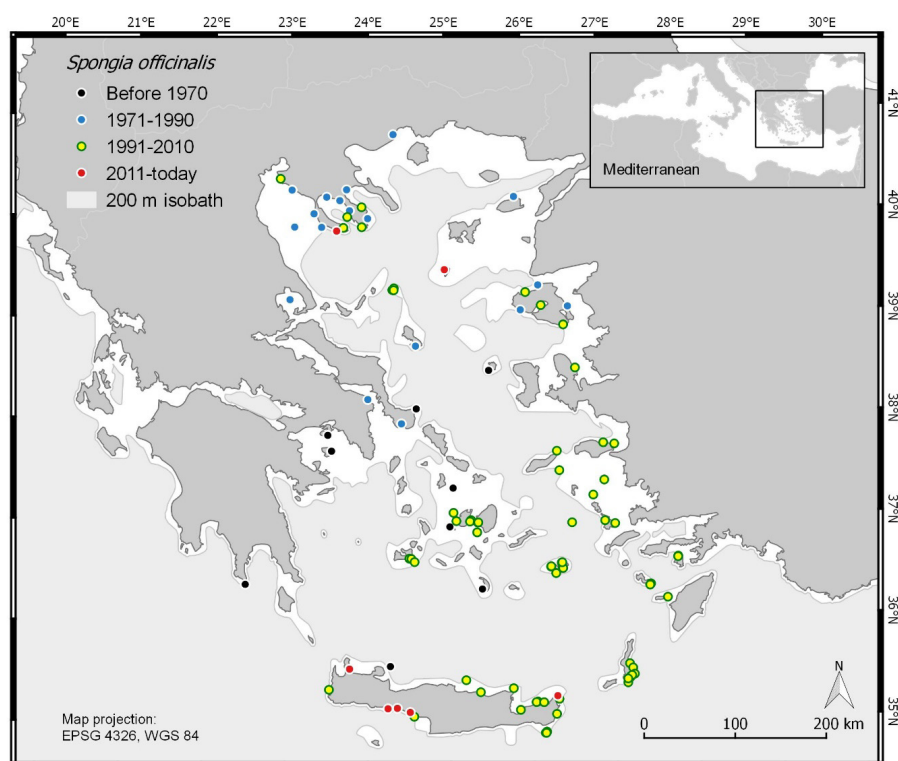 20°E 22°E 23°E 24°E 25°E 26°E 27°E 28°E 29°E 30°E
Spongia officinalis
Before 1970
1971-1990
1991-2010
2011-today
200 m isobath
Mediterranean
41°N
40°N
39°N
38°N
37°N
36°N
35°N
Map projection:
EPSG 4326, WGS 84
N
0 100 200 km